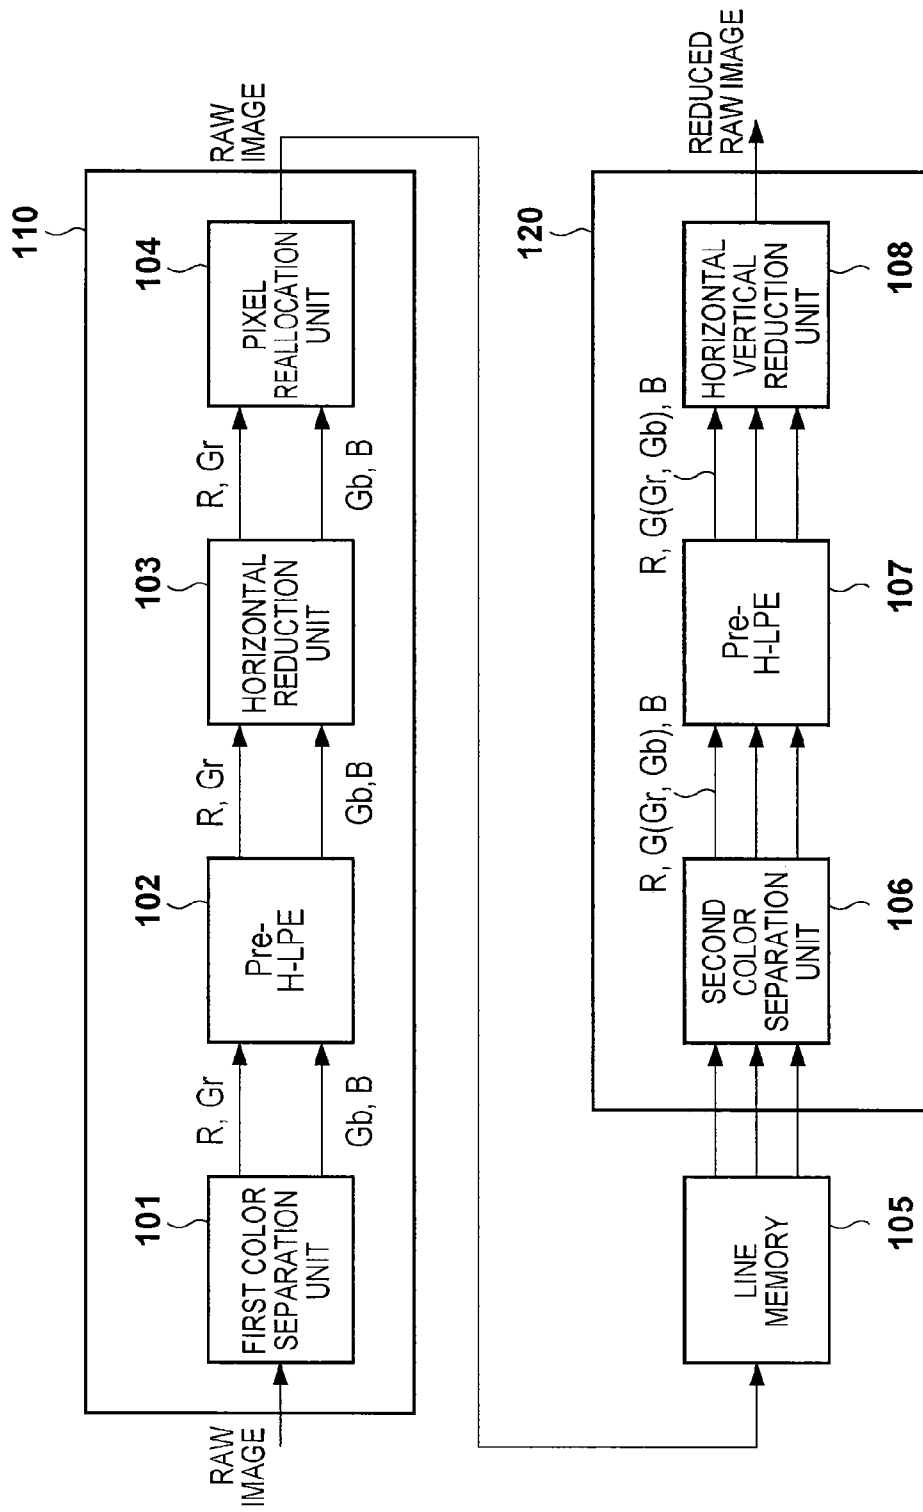 110
RAW
IMAGE
101
FIRST COLOR
SEPARATION
UNIT
R, Gr
Gb, B
102
Pre-
H-LPE
R, Gr
Gb,B
103
HORIZONTAL
REDUCTION
UNIT
R, Gr
Gb, B
104
PIXEL
REALLOCATION
UNIT
RAW
IMAGE
120
LINE
MEMORY
105
SECOND
COLOR
SEPARATION
UNIT
106
R, G(Gr, Gb), B
Pre-
H-LPE
107
R, G(Gr, Gb), B
HORIZONTAL
VERTICAL
REDUCTION
UNIT
108
REDUCED
RAW IMAGE